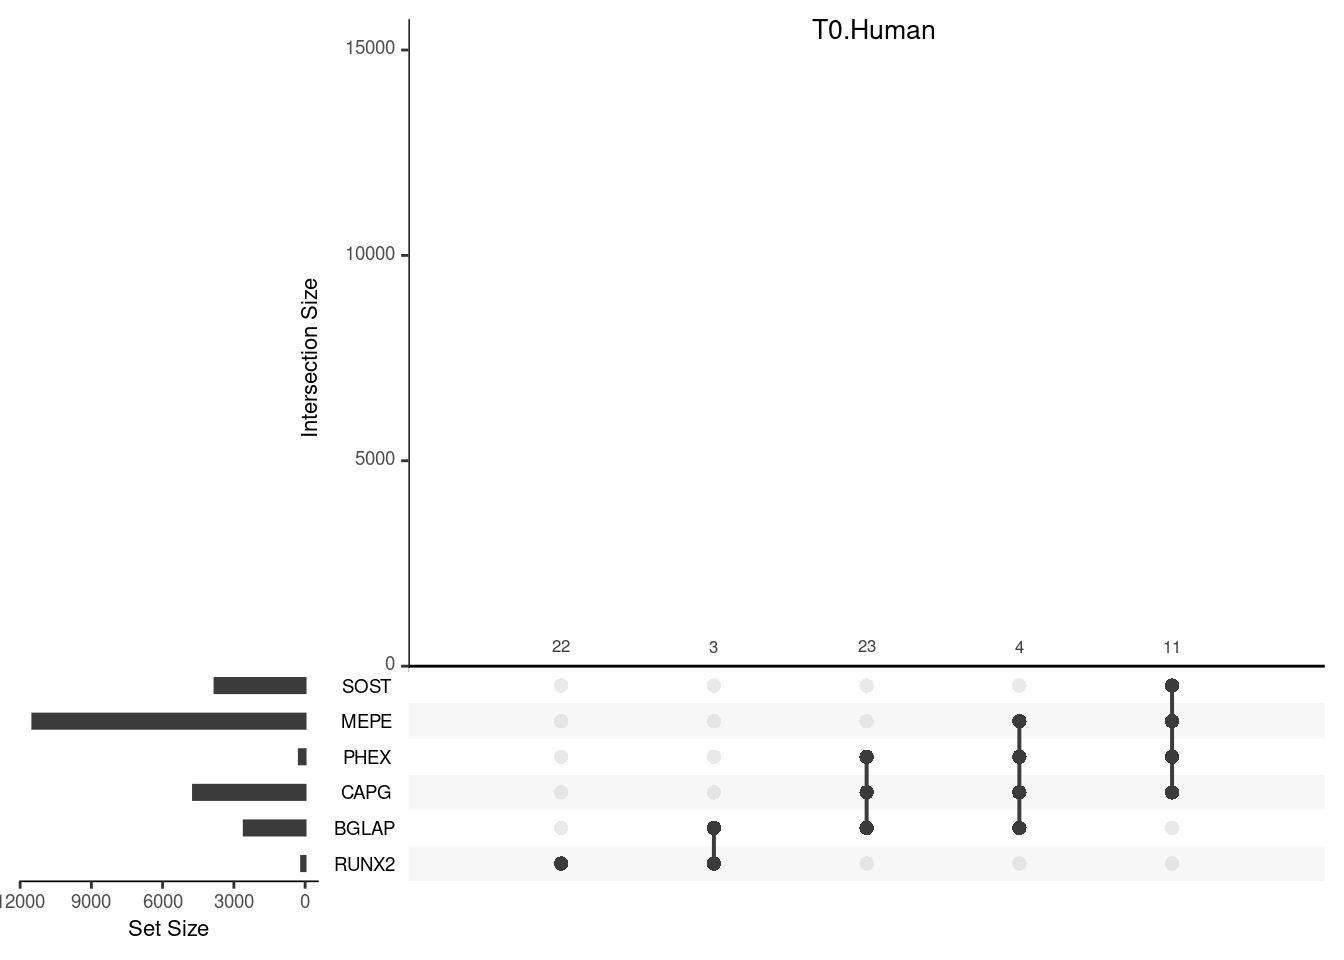 T0.Human
15000
10000
5000
0
Intersection Size
22 3 23 4 11
SOST
MEPE
PHEX
CAPG
BGLAP
RUNX2
12000 9000 6000 3000 0
Set Size